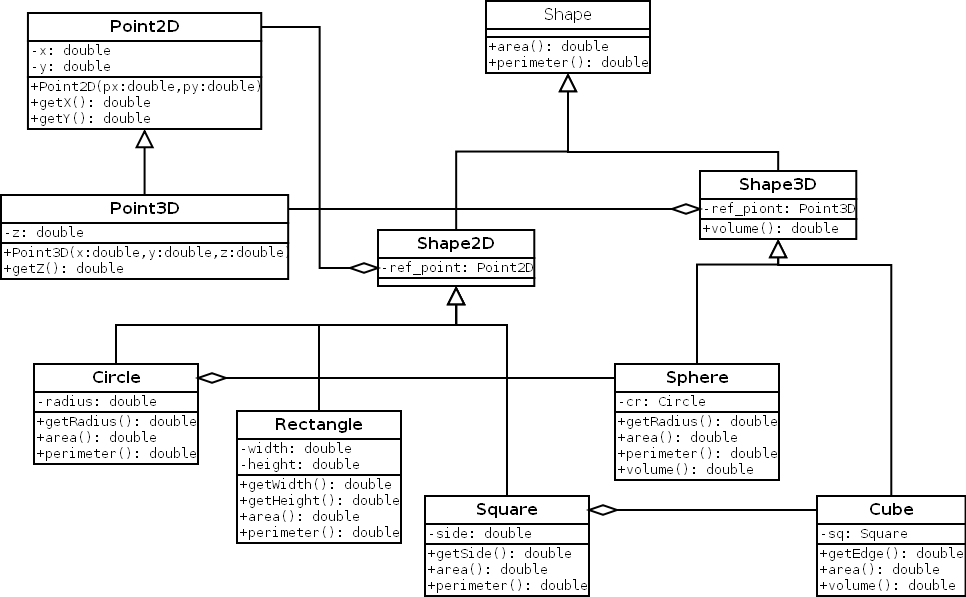 Point2D
-x: double
-y: double
+Point2D(px:double,py:double)
+getX(): double
+getY(): double
Shape
+area(): double
+perimeter(): double
Point3D
-z: double
+Point3D(x:double,y:double,z:double)
+getZ(): double
Shape3D
-ref_piont: Point3D
+volume(): double
Shape2D
-ref_point: Point2D
Circle
-radius: double
+getRadius(): double
+area(): double
+perimeter(): double
Rectangle
-width: double
-height: double
+getWidth(): double
+getHeight(): double
+area(): double
+perimeter(): double
Square
-side: double
+getSide(): double
+area(): double
+perimeter(): double
Sphere
-cr: Circle
+getRadius(): double
+area(): double
+perimeter(): double
+volume(): double
Cube
-sq: Square
+getEdge(): double
+area(): double
+volume(): double